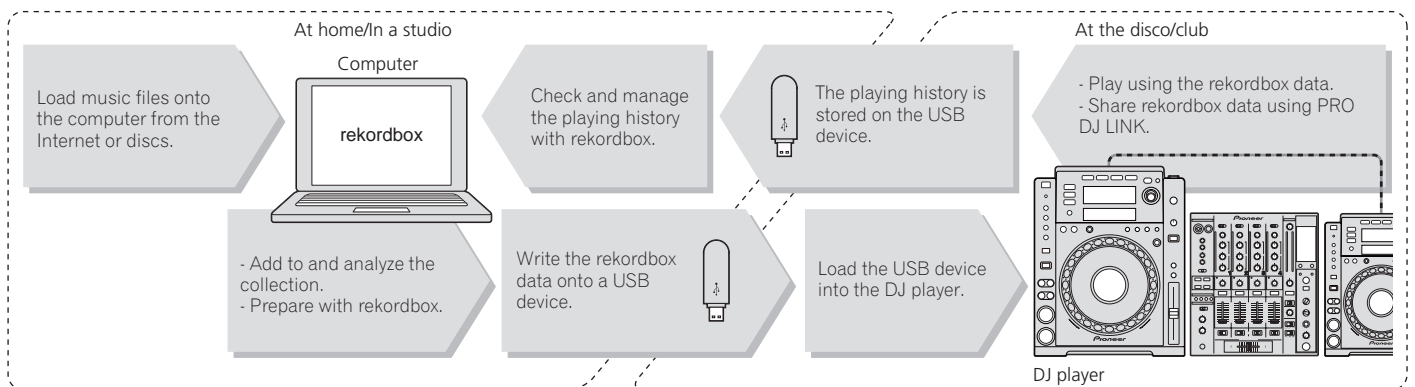 At home/In a studio
At the disco/club
Computer
Load music files onto
the computer from the
Internet or discs.
rekordbox
Check and manage
the playing history
with rekordbox.
The playing history is
stored on the USB
device.
- Play using the rekordbox data.
- Share rekordbox data using PRO
DJ LINK.
- Add to and analyze the
collection.
- Prepare with rekordbox.
Write the rekordbox
data onto a USB
device.
Load the USB device
into the DJ player.
Pioneer
Pioneer
Pioneer
DJ player